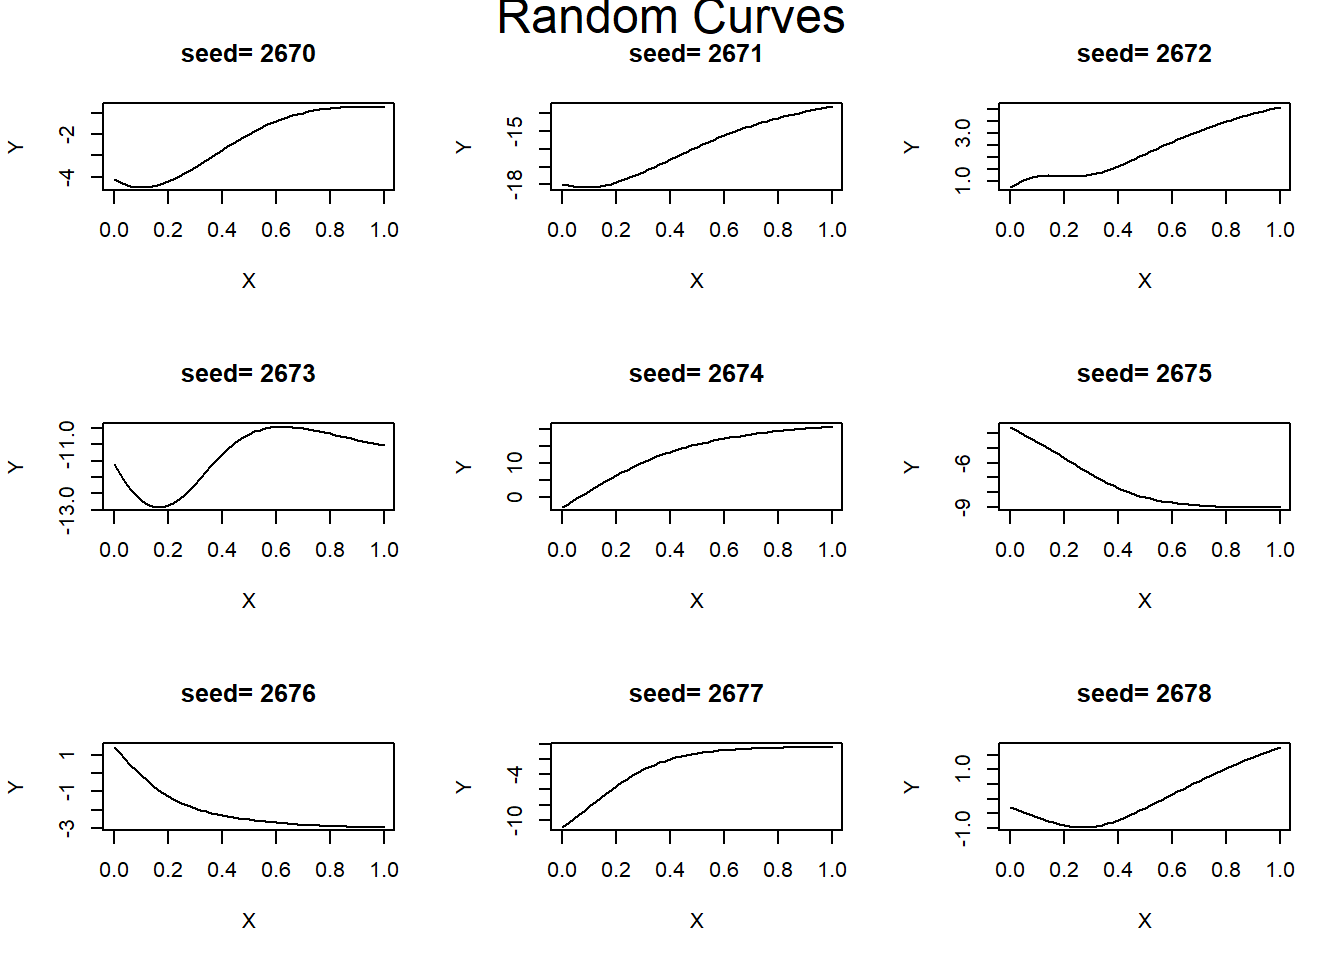 Random Curves
seed= 2670
Y
-4 -2
0.0 0.2 0.4 0.6 0.8 1.0
X
seed= 2671
Y
-18 -15
0.0 0.2 0.4 0.6 0.8 1.0
X
seed= 2672
Y
1.0 3.0
0.0 0.2 0.4 0.6 0.8 1.0
X
seed= 2673
Y
-13.0 -11.0
0.0 0.2 0.4 0.6 0.8 1.0
X
seed= 2674
Y
0 10
0.0 0.2 0.4 0.6 0.8 1.0
X
seed= 2675
Y
-9 -6
0.0 0.2 0.4 0.6 0.8 1.0
X
seed= 2676
Y
-3 -1 1
0.0 0.2 0.4 0.6 0.8 1.0
X
seed= 2677
Y
-10 -4
0.0 0.2 0.4 0.6 0.8 1.0
X
seed= 2678
Y
-1.0 1.0
0.0 0.2 0.4 0.6 0.8 1.0
X